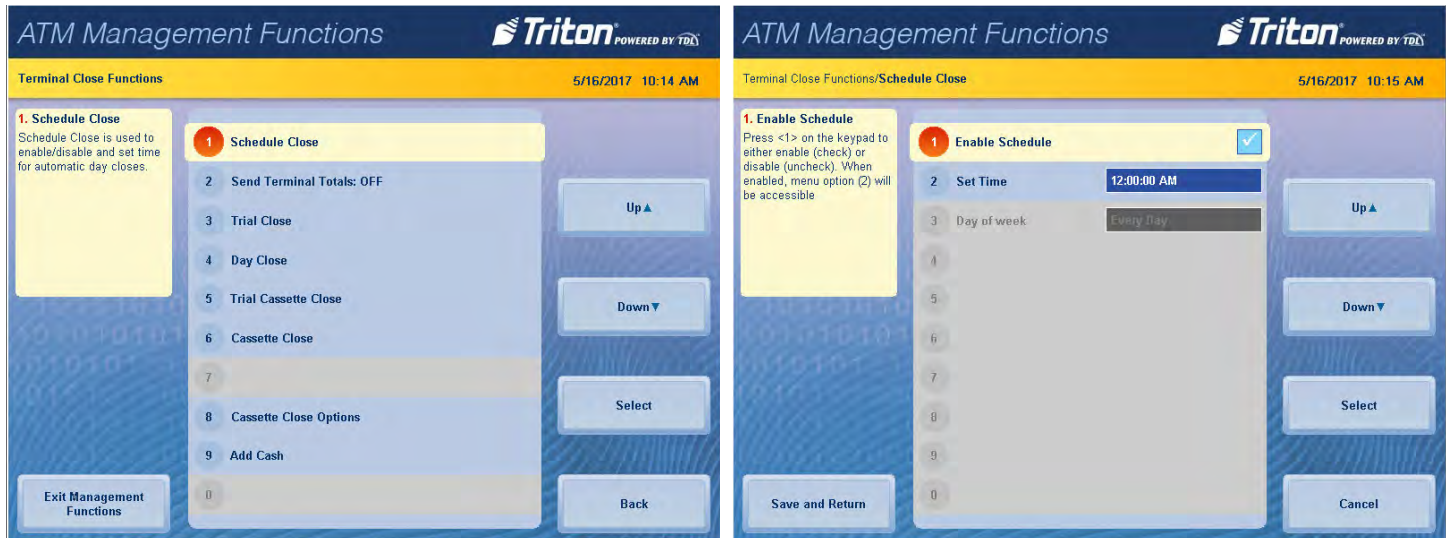 ATM Management Functions
Triton POWERED BY TDL
Terminal Close Functions
5/16/2017 10:14 AM
1. Schedule Close
Schedule Close is used to
enable/disable and set time
for automatic day closes.
1 Schedule Close
2 Send Terminal Totals: OFF
3 Trial Close
4 Day Close
5 Trial Cassette Close
6 Cassette Close
7
8 Cassette Close Options
9 Add Cash
0
Up▲
Down▼
Select
Back
Exit Management
Functions
ATM Management Functions
Triton POWERED BY TDL
Terminal Close Functions/Schedule Close
5/16/2017 10:15 AM
1. Enable Schedule
Press <1> on the keypad to
either enable (check) or
disable (uncheck). When
enabled, menu option (2) will
be accessible
1 Enable Schedule
2 Set Time 12:00:00 AM
3 Day of week Every Day
4
5
6
7
8
9
0
Up▲
Down▼
Select
Cancel
Save and Return